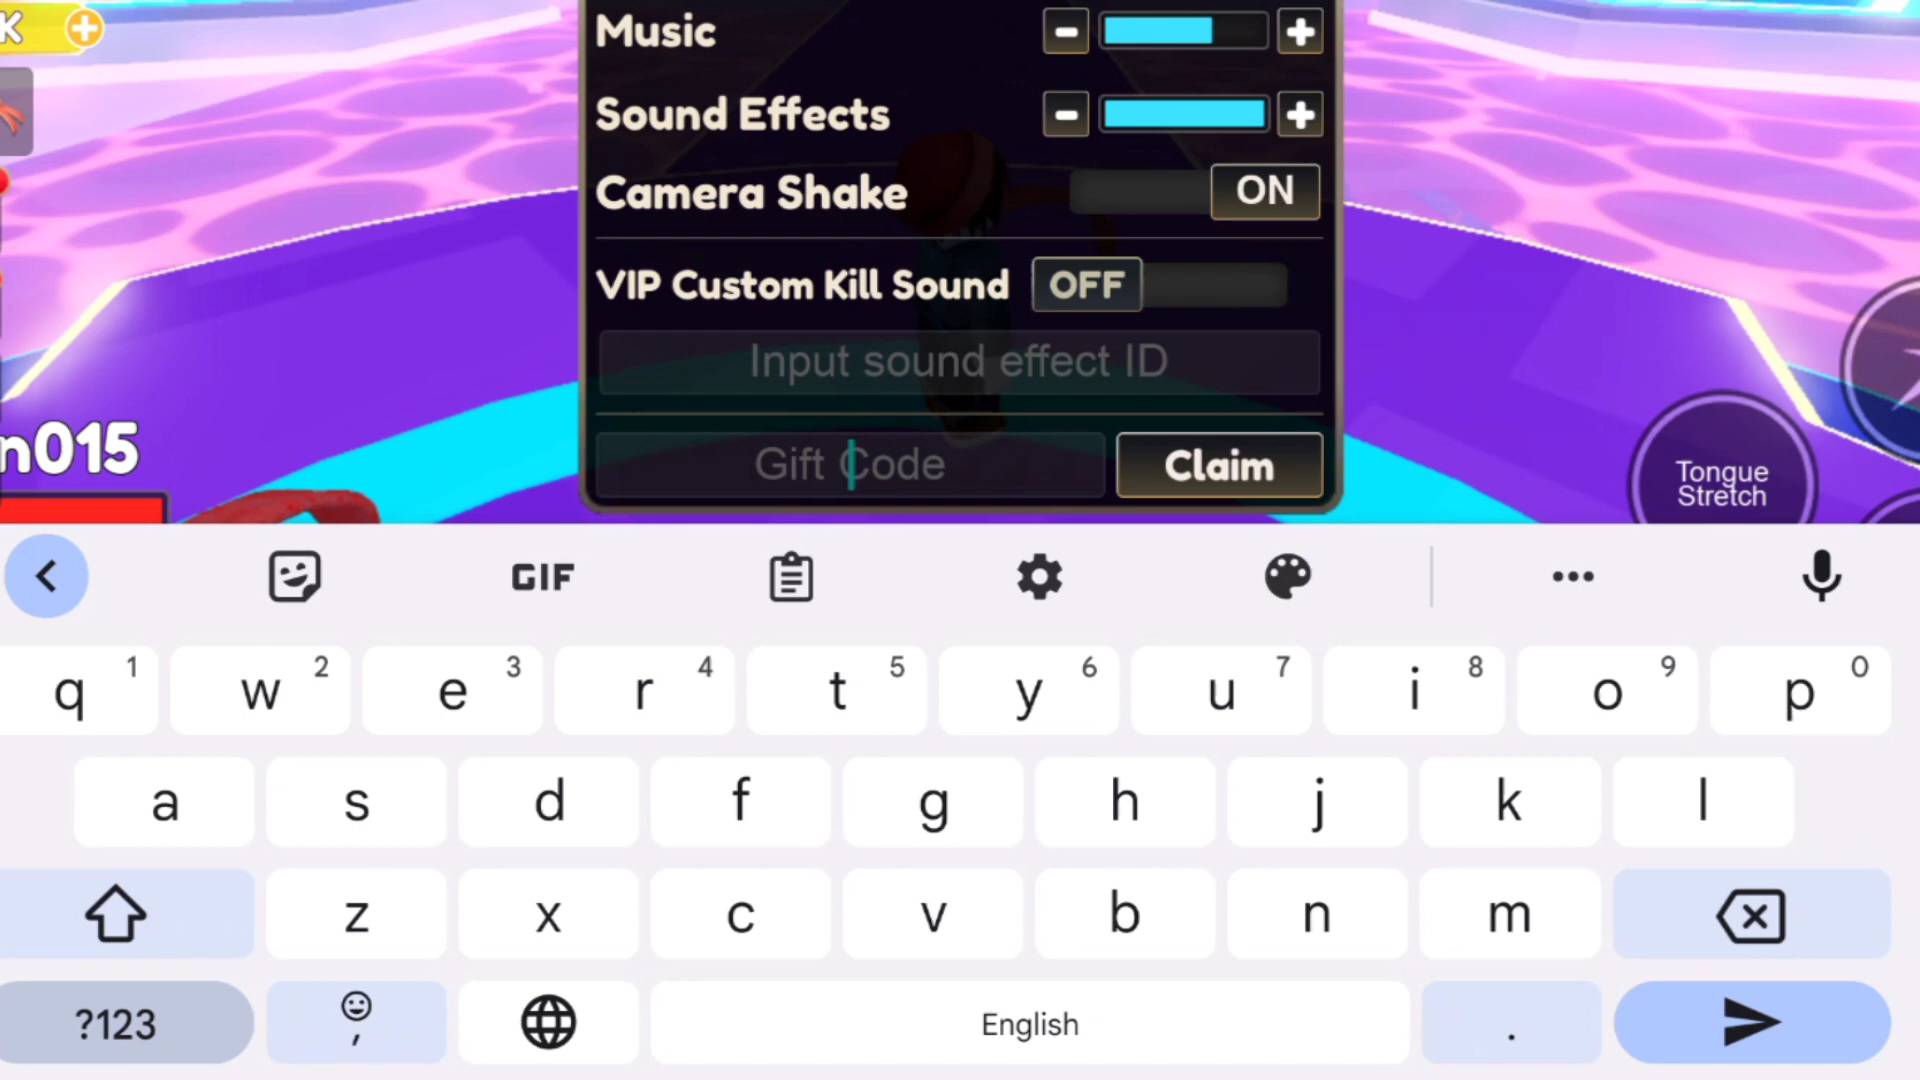 K
Music
Sound Effects
Camera Shake ON
VIP Custom Kill Sound OFF
Input sound effect ID
Gift Code Claim
n015
Tongue
Stretch
GIF
q 1 w 2 e 3 r 4 t 5 y 6 u 7 i 8 o 9 p 0
a s d f g h j k l
z x c v b n m
?123 , English .